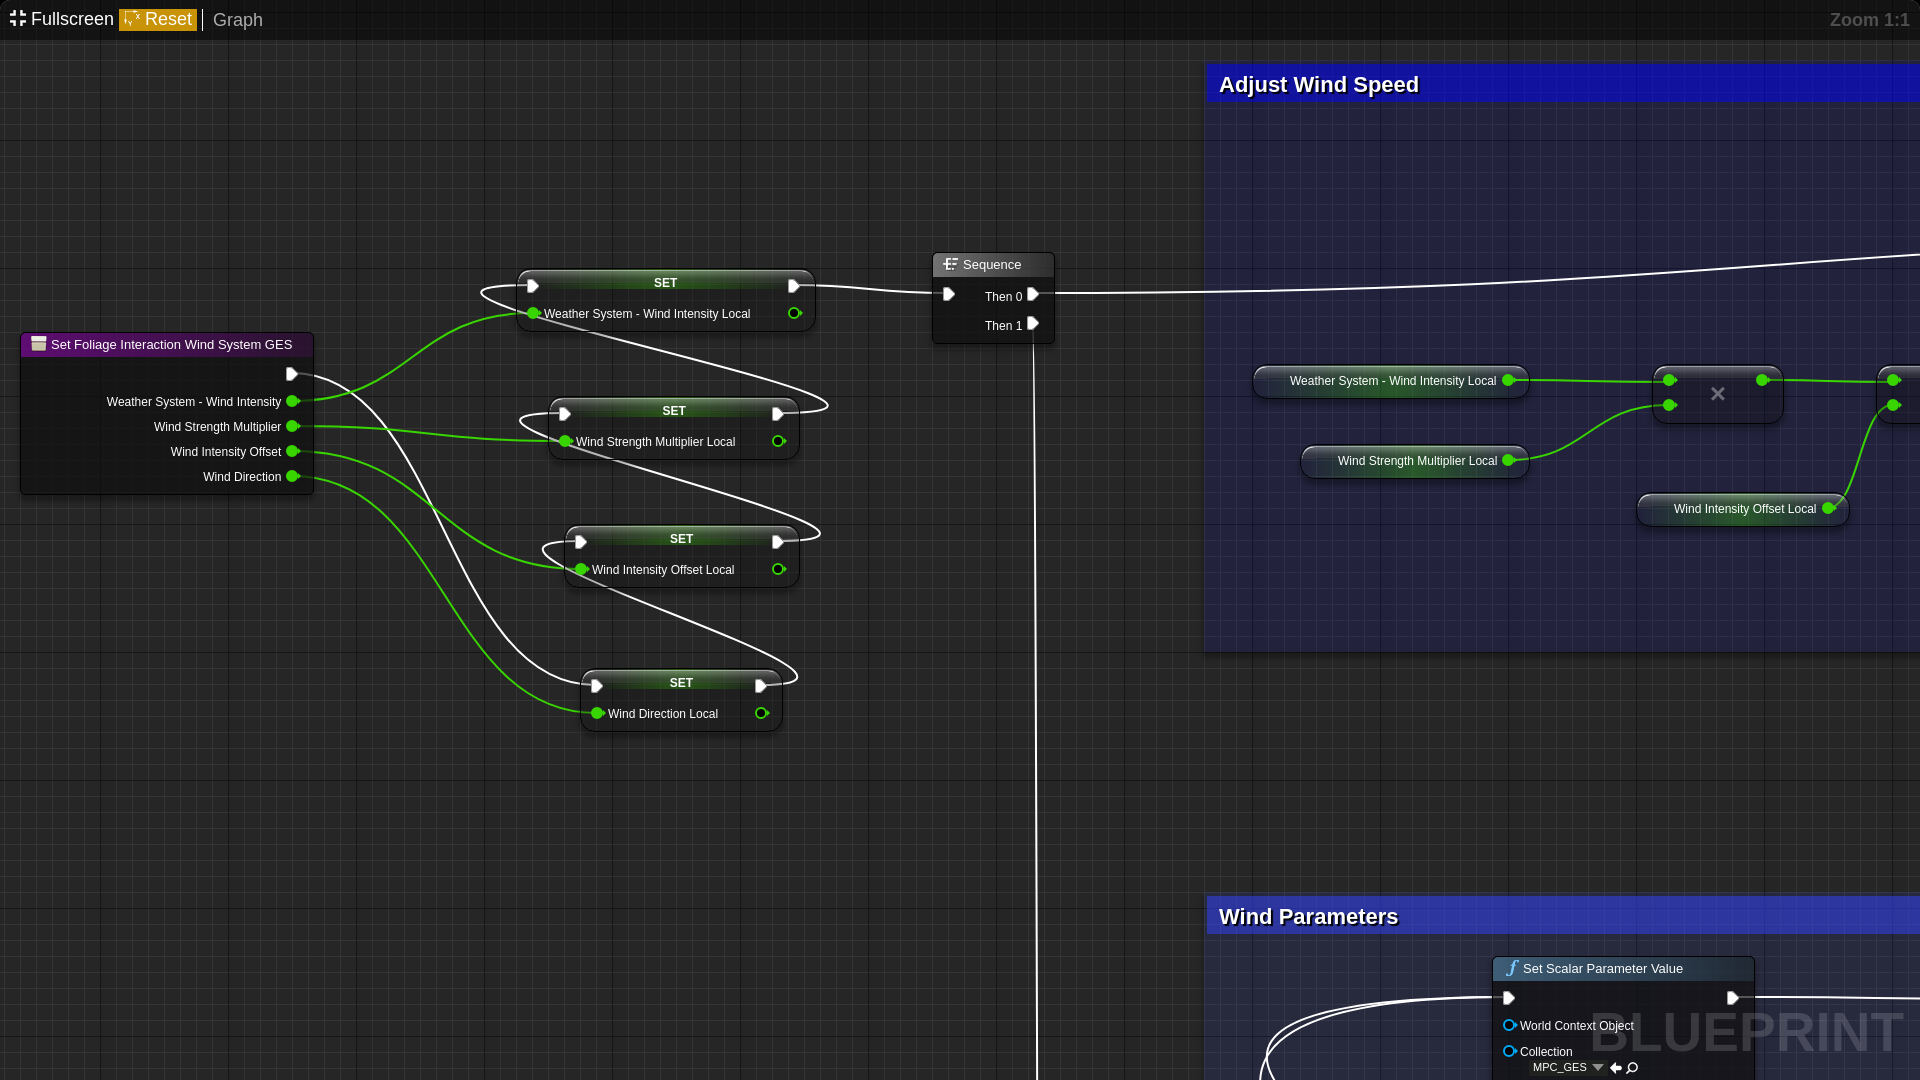 Fullscreen Reset Graph
Zoom 1:1
Adjust Wind Speed
Set Foliage Interaction Wind System GES
Weather System - Wind Intensity
Wind Strength Multiplier
Wind Intensity Offset
Wind Direction
SET
Weather System - Wind Intensity Local
SET
Wind Strength Multiplier Local
SET
Wind Intensity Offset Local
SET
Wind Direction Local
Sequence
Then 0
Then 1
Weather System - Wind Intensity Local
Wind Strength Multiplier Local
Wind Intensity Offset Local
Wind Parameters
Set Scalar Parameter Value
World Context Object
Collection
MPC_GES
BLUEPRINT